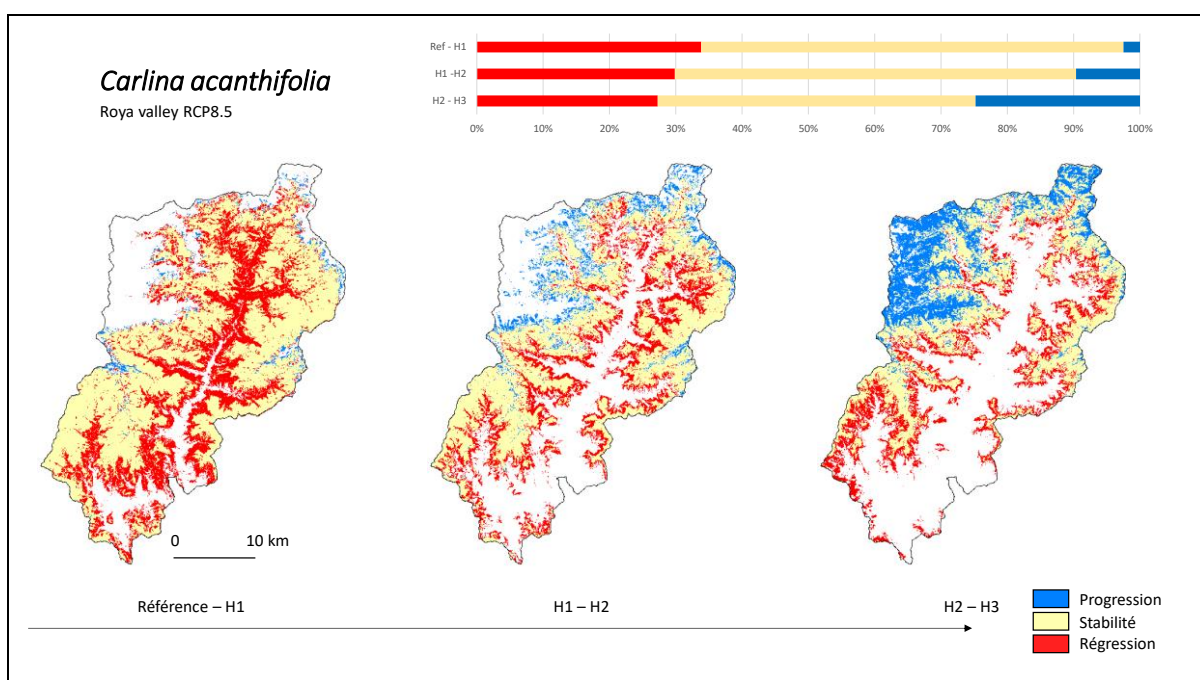 Carlina acanthifolia
Roya valley RCP8.5
Ref - H1
H1 -H2
H2 - H3
0% 10% 20% 30% 40% 50% 60% 70% 80% 90% 100%
0 10 km
Référence – H1
H1 – H2
H2 – H3
Progression
Stabilité
Régression